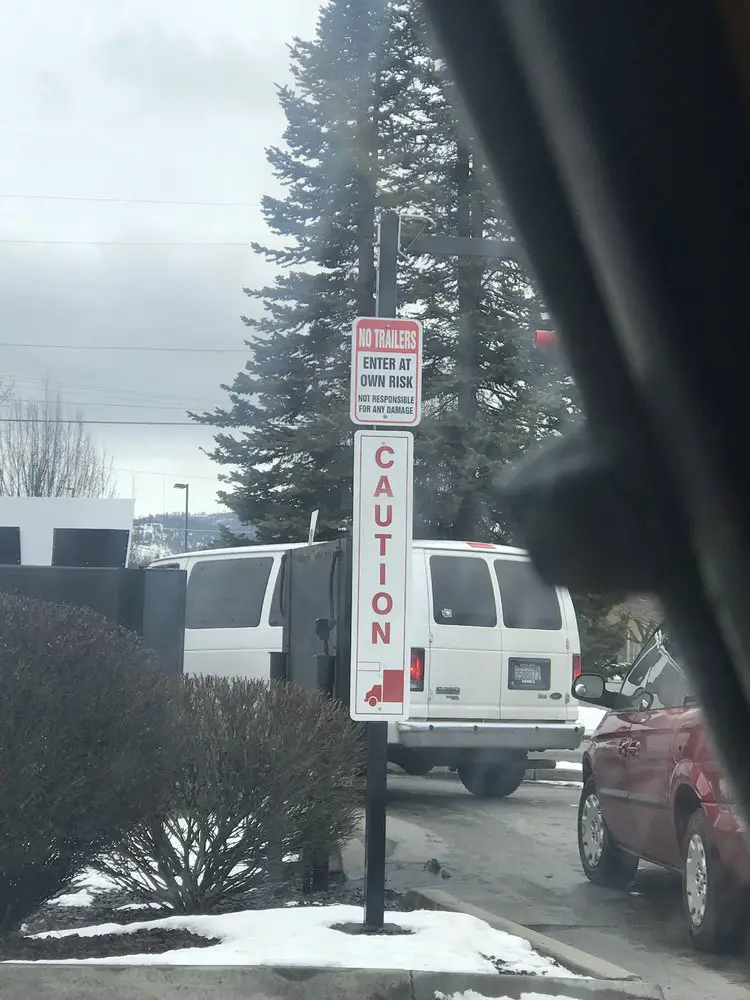 NO TRAILERS
ENTER AT
OWN RISK
NOT RESPONSIBLE
FOR ANY DAMAGE
CAUTION